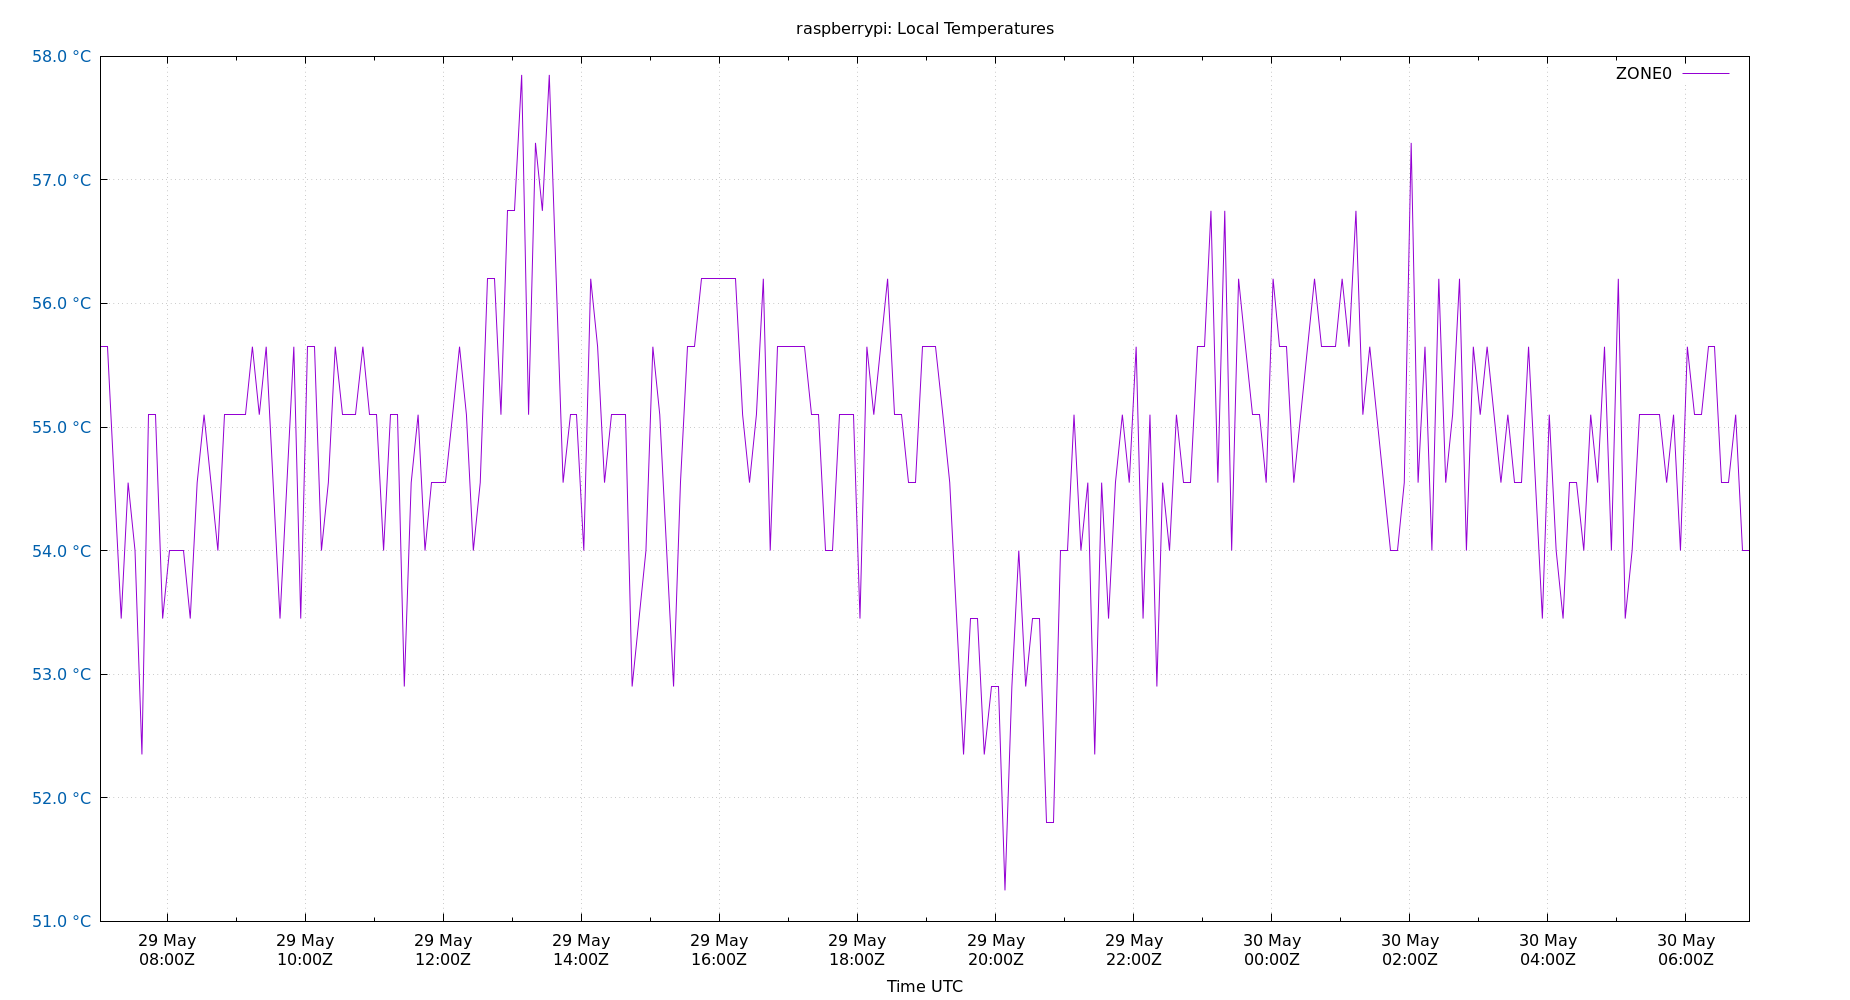 raspberrypi: Local Temperatures
58.0 °C
ZONE0
57.0 °C
56.0 °C
55.0 °C
54.0 °C
53.0 °C
52.0 °C
51.0 °C
29 May 29 May 29 May 29 May 29 May 29 May 29 May 29 May 30 May 30 May 30 May 30 May
08:00Z 10:00Z 12:00Z 14:00Z 16:00Z 18:00Z 20:00Z 22:00Z 00:00Z 02:00Z 04:00Z 06:00Z
Time UTC